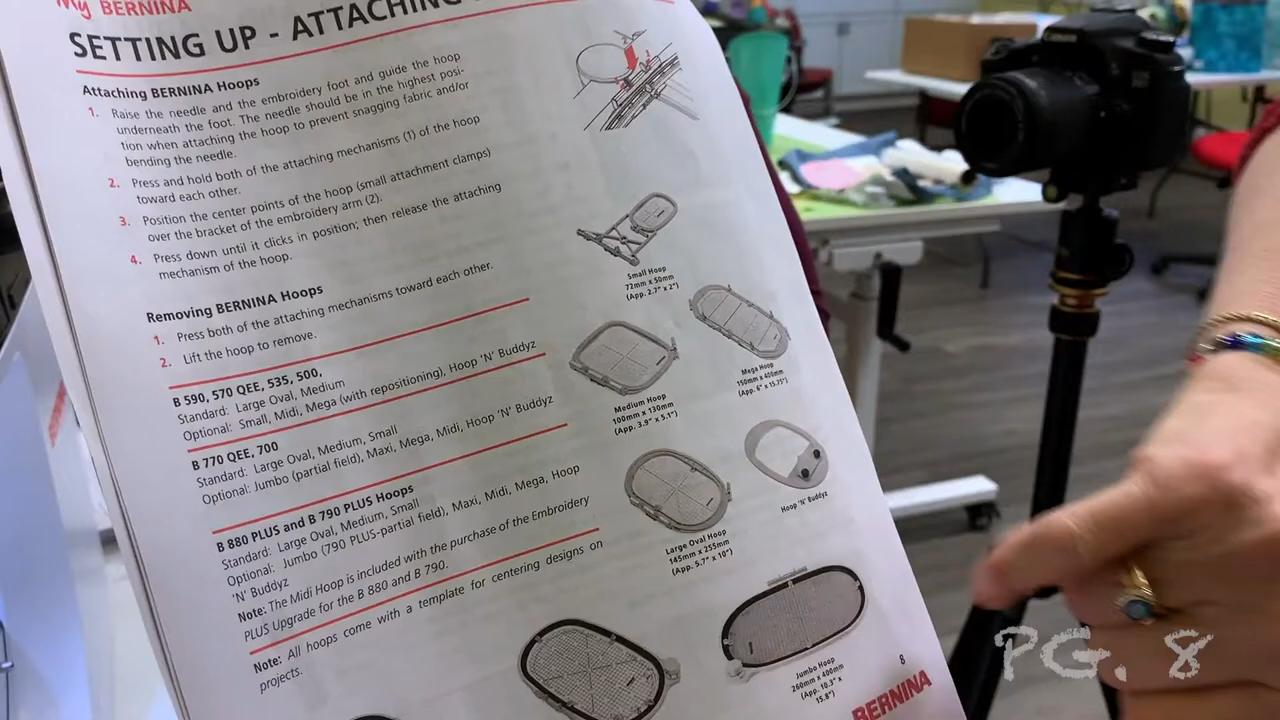 My BERNINA
SETTING UP - ATTACHING
Attaching BERNINA Hoops
1. Raise the needle and the embroidery foot and guide the hoop
underneath the foot. The needle should be in the highest posi-
tion when attaching the hoop to prevent snagging fabric and/or
bending the needle.
2. Press and hold both of the attaching mechanisms (1) of the hoop
toward each other.
3. Position the center points of the hoop (small attachment clamps)
over the bracket of the embroidery arm (2).
4. Press down until it clicks in position; then release the attaching
mechanism of the hoop.
Removing BERNINA Hoops
1. Press both of the attaching mechanisms toward each other.
2. Lift the hoop to remove.
B 590, 570 QEE, 535, 500,
Standard: Large Oval, Medium
Optional: Small, Midi, Mega (with repositioning), Hoop 'N' Buddyz
B 770 QEE, 700
Standard: Large Oval, Medium, Small
Optional: Jumbo (partial field), Maxi, Mega, Midi, Hoop 'N' Buddyz
B 880 PLUS and B 790 PLUS Hoops
Standard: Large Oval, Medium, Small
Optional: Jumbo (790 PLUS-partial field), Maxi, Midi, Mega, Hoop
'N' Buddyz
Note: The Midi Hoop is included with the purchase of the Embroidery
PLUS Upgrade for the B 880 and B 790.
Note: All hoops come with a template for centering designs on
projects.
Small Hoop
72mm x 50mm
(App. 2.7" x 2")
Mega Hoop
150mm x 400mm
(App. 6" x 15.75")
Medium Hoop
100mm x 130mm
(App. 3.9" x 5.1")
Hoop 'N' Buddyz
Large Oval Hoop
145mm x 255mm
(App. 5.7" x 10")
Jumbo Hoop
260mm x 400mm
(App. 10.3" x
15.8")
8
BERNINA
PG. 8